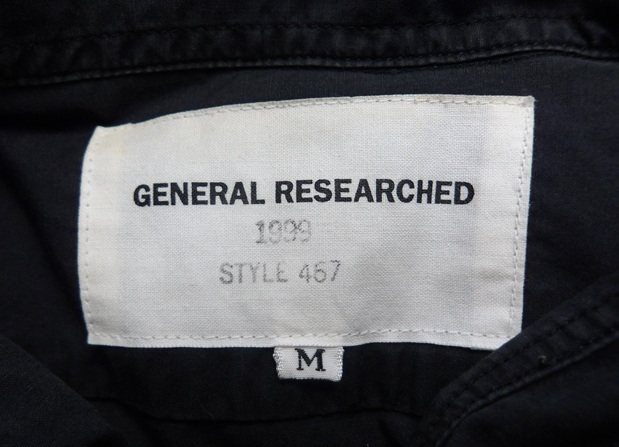 GENERAL RESEARCHED
1999
STYLE 467
M